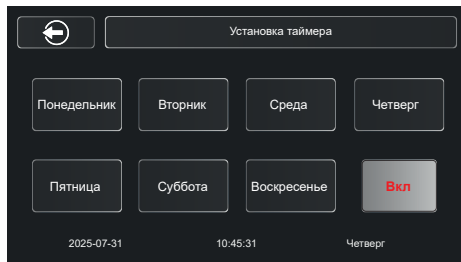 Установка таймера
Понедельник Вторник Среда Четверг
Пятница Суббота Воскресенье Вкл
2025-07-31 10:45:31 Четверг